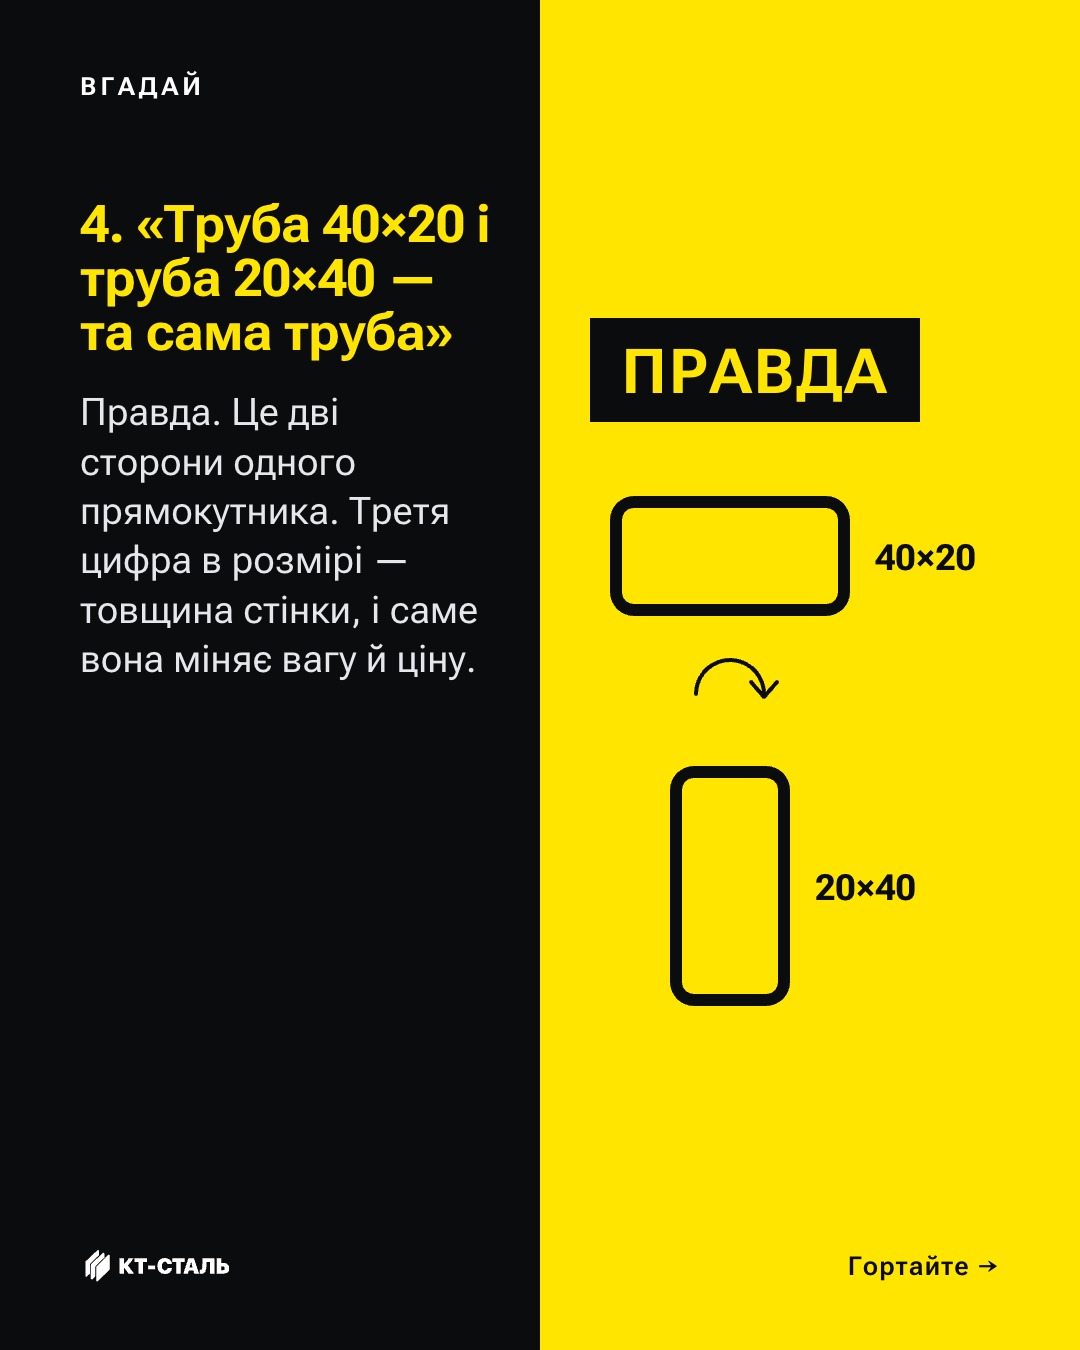 ВГАДАЙ
4. «Труба 40×20 і
труба 20×40 —
та сама труба»
Правда. Це дві
сторони одного
прямокутника. Третя
цифра в розмірі —
товщина стінки, і саме
вона міняє вагу й ціну.
ПРАВДА
40×20
20×40
КТ-СТАЛЬ
Гортайте →